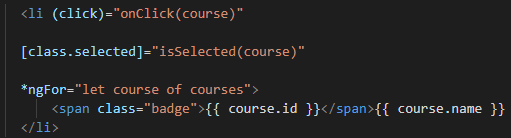 <li (click)="onClick(course)"
[class.selected]="isSelected(course)"
*ngFor="let course of courses">
<span class="badge">{{ course.id }}</span>{{ course.name }}
</li>